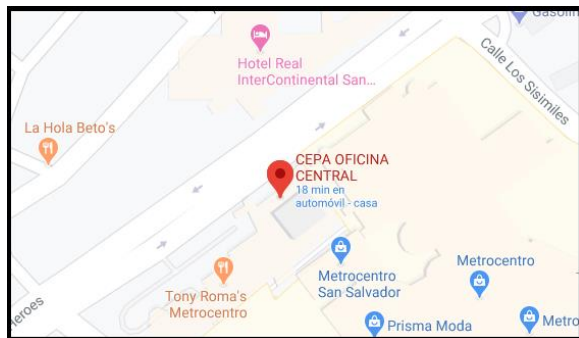 Gasolin
Hotel Real
InterContinental San...
Calle Los Sisimiles
La Hola Beto's
CEPA OFICINA
CENTRAL
18 min en
automóvil - casa
Metrocentro
Metrocentro
San Salvador
Tony Roma's
Metrocentro
eroes
Prisma Moda
Metro